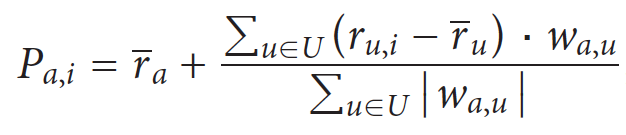 P_{a,i} = \overline{r}_a + \frac{\sum_{u \in U} (r_{u,i} - \overline{r}_u) \cdot w_{a,u}}{\sum_{u \in U} |w_{a,u}|}